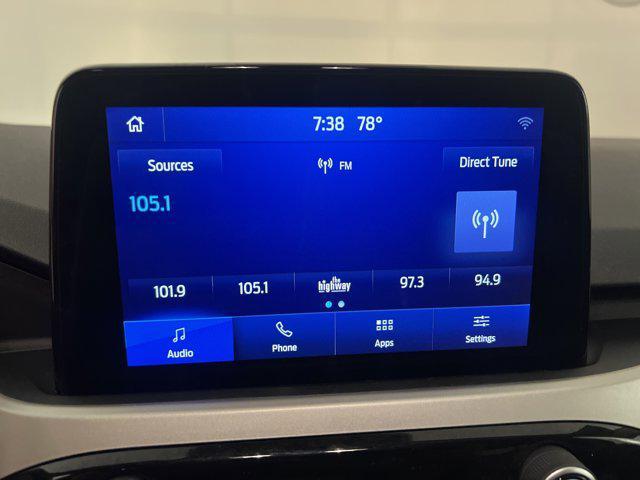 7:38 78°
Sources
FM
Direct Tune
105.1
101.9
105.1
the highway
97.3
94.9
Audio
Phone
Apps
Settings